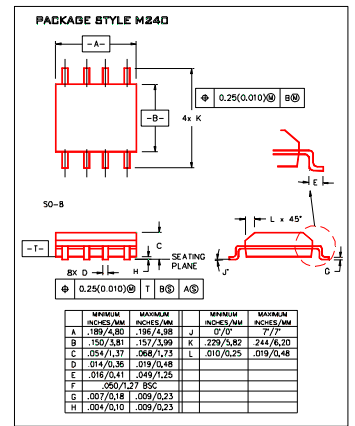 PACKAGE STYLE M240
-A-
⌖ 0.25(0.010)Ⓜ BⓂ
-B-
4x K
E
SO-8
L x 45°
-T-
C
SEATING
PLANE
8X D
H
J°
G
⌖ 0.25(0.010)Ⓜ T BⓈ AⓈ
MINIMUM MAXIMUM MINIMUM MAXIMUM
INCHES/MM INCHES/MM INCHES/MM INCHES/MM
A .189/4,80 .196/4,98 J 0°/0° 7°/7°
B .150/3,81 .157/3,99 K .229/5,82 .244/6,20
C .054/1,37 .068/1,73 L .010/0,25 .019/0,48
D .014/0,36 .019/0,48
E .016/0,41 .049/1,25
F .050/1,27 BSC
G .007/0,18 .009/0,23
H .004/0,10 .009/0,23